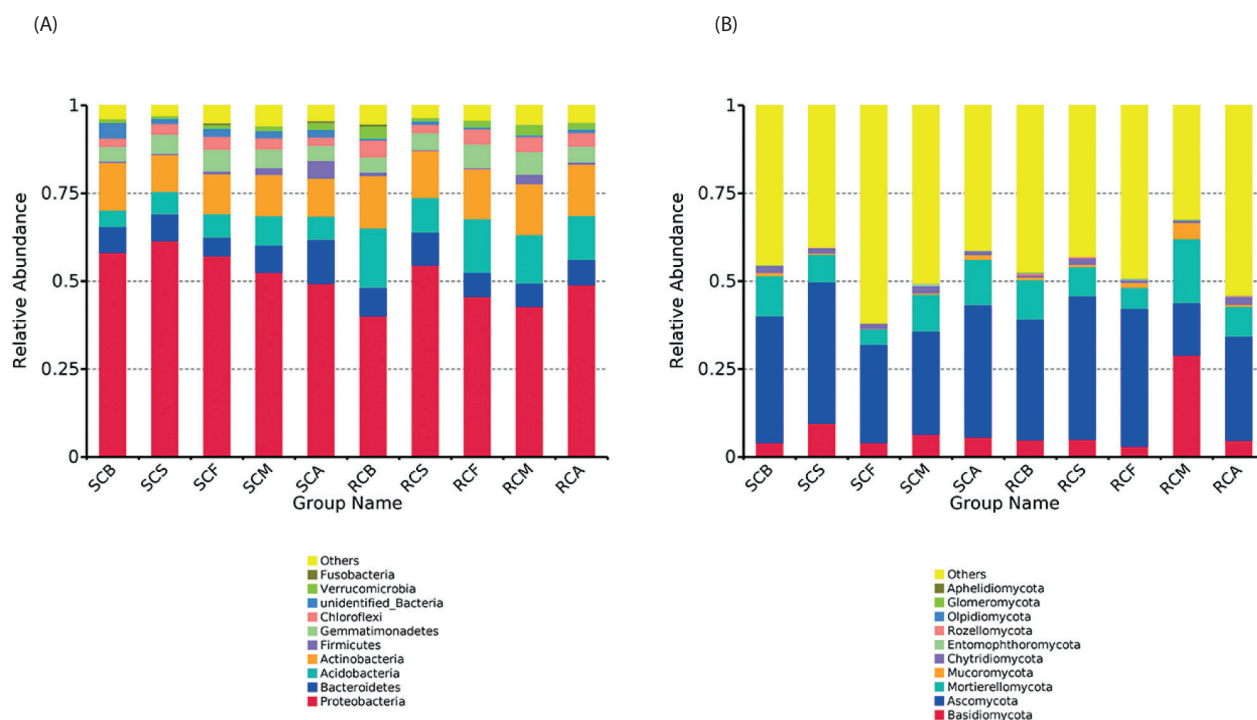 (A)
1
0.75
0.5
0.25
0
Relative Abundance
SCB SCS SCF SCM SCA RCB RCS RCF RCM RCA
Group Name
Others
Fusobacteria
Verrucomicrobia
unidentified_Bacteria
Chloroflexi
Gemmatimonadetes
Firmicutes
Actinobacteria
Acidobacteria
Bacteroidetes
Proteobacteria
(B)
1
0.75
0.5
0.25
0
Relative Abundance
SCB SCS SCF SCM SCA RCB RCS RCF RCM RCA
Group Name
Others
Aphelidiomycota
Glomeromycota
Olpidiomycota
Rozellomycota
Entomophthoromycota
Chytridiomycota
Mucoromycota
Mortierellomycota
Ascomycota
Basidiomycota